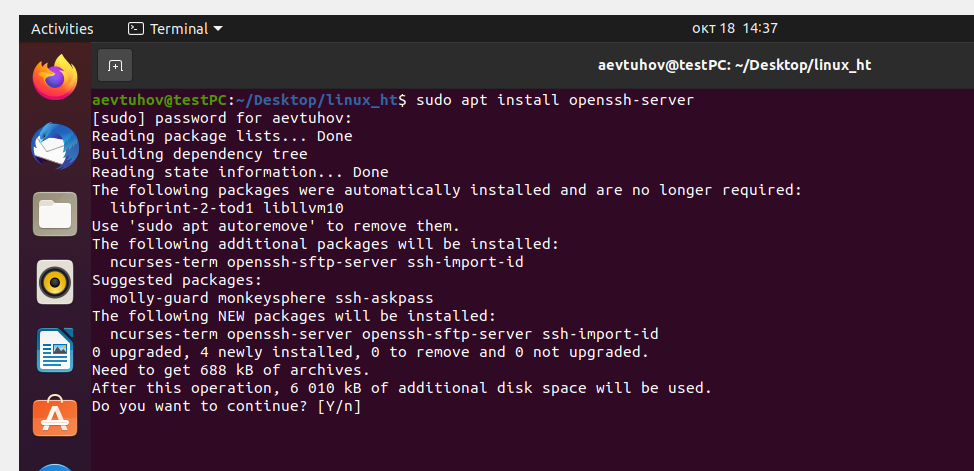 Activities Terminal окт 18 14:37
aevtuhov@testPC: ~/Desktop/linux_ht
aevtuhov@testPC:~/Desktop/linux_ht$ sudo apt install openssh-server
[sudo] password for aevtuhov:
Reading package lists... Done
Building dependency tree
Reading state information... Done
The following packages were automatically installed and are no longer required:
  libfprint-2-tod1 libllvm10
Use 'sudo apt autoremove' to remove them.
The following additional packages will be installed:
  ncurses-term openssh-sftp-server ssh-import-id
Suggested packages:
  molly-guard monkeysphere ssh-askpass
The following NEW packages will be installed:
  ncurses-term openssh-server openssh-sftp-server ssh-import-id
0 upgraded, 4 newly installed, 0 to remove and 0 not upgraded.
Need to get 688 kB of archives.
After this operation, 6 010 kB of additional disk space will be used.
Do you want to continue? [Y/n]